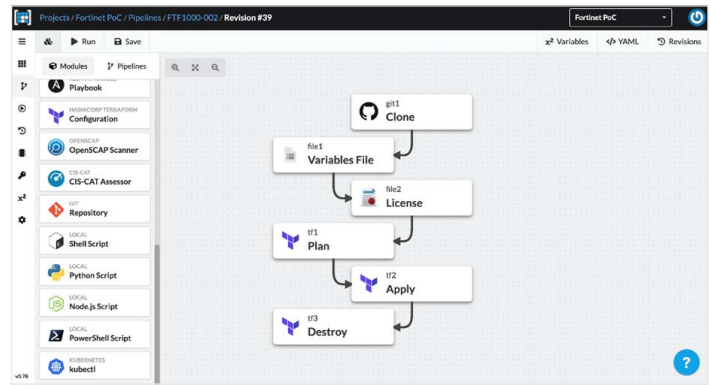 Projects / Fortinet PoC / Pipelines / FTF1000-002 / Revision #39
Fortinet PoC
Run
Save
x² Variables
</> YAML
Revisions
Modules
Pipelines
Playbook
HASHICORP TERRAFORM
Configuration
OPENSCAP
OpenSCAP Scanner
CIS-CAT
CIS-CAT Assessor
GIT
Repository
LOCAL
Shell Script
LOCAL
Python Script
LOCAL
Node.js Script
LOCAL
PowerShell Script
KUBERNETES
kubectl
x²
v0.78
git1
Clone
file1
Variables File
file2
License
tf1
Plan
tf2
Apply
tf3
Destroy
?